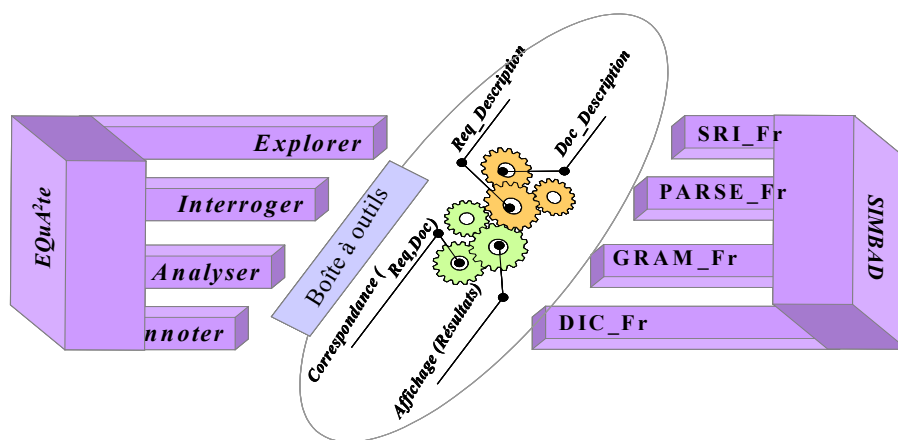 EQuA²te
Explorer
Interroger
Analyser
nnoter
Boîte à outils
Req_Description
Doc_Description
Correspondance (Req,Doc)
Affichage (Résultats)
SRI_Fr
PARSE_Fr
GRAM_Fr
DIC_Fr
SIMBAD